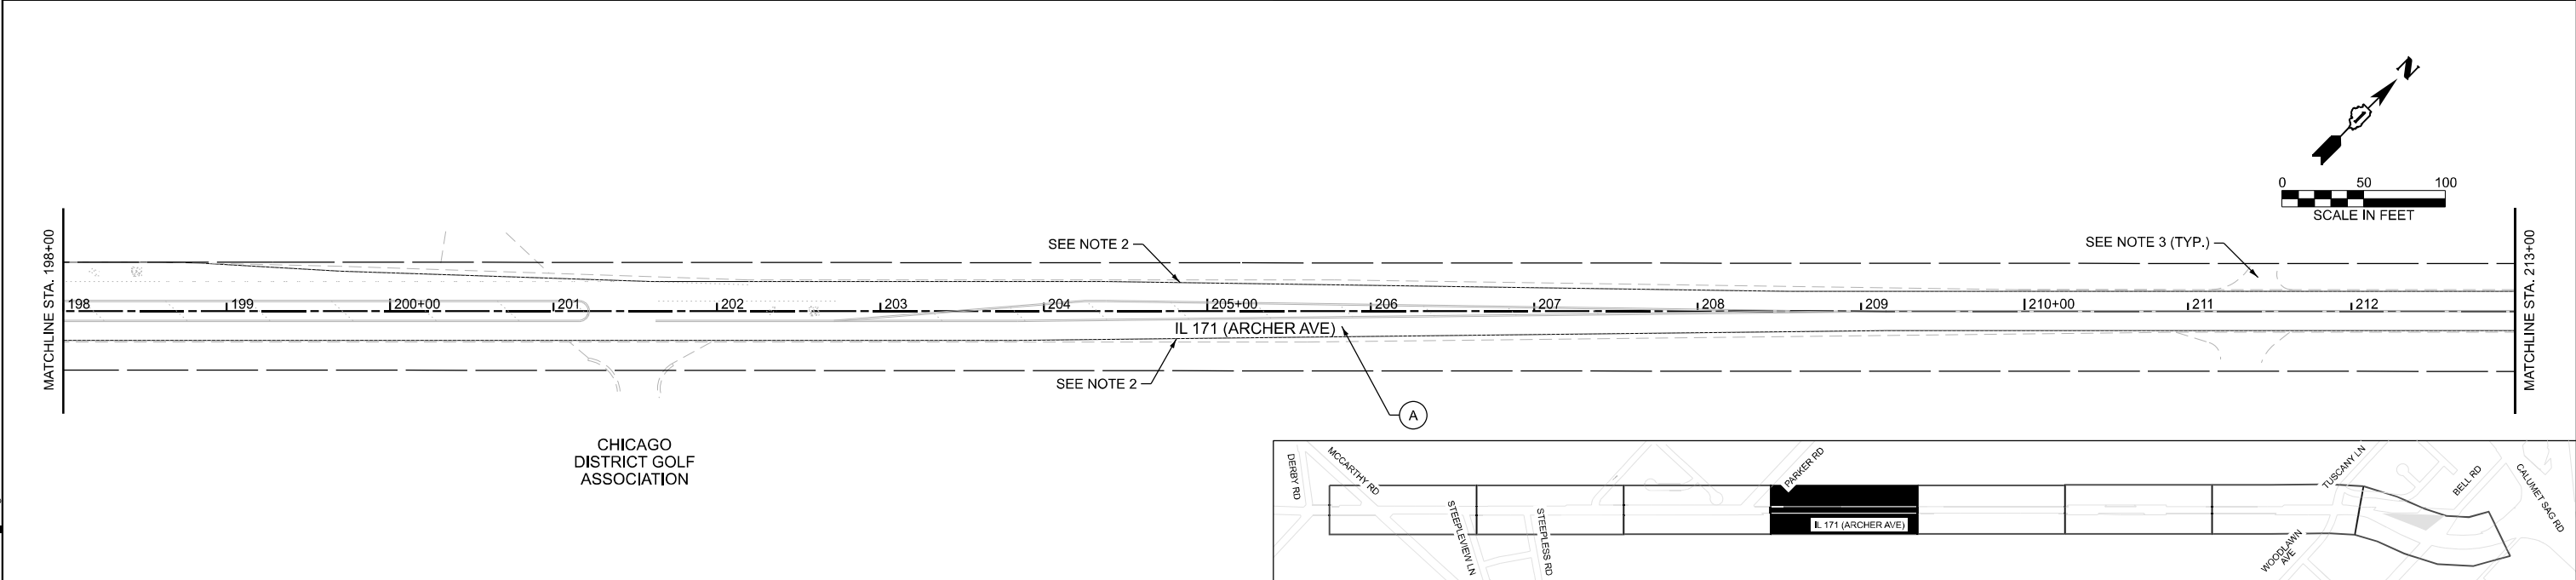 N
0 50 100
SCALE IN FEET
MATCHLINE STA. 198+00
SEE NOTE 2
SEE NOTE 3 (TYP.)
MATCHLINE STA. 213+00
198 199 200+00 201 202 203 204 205+00 206 207 208 209 210+00 211 212
IL 171 (ARCHER AVE)
SEE NOTE 2
A
CHICAGO
DISTRICT GOLF
ASSOCIATION
DERBY RD
MCCARTHY RD
STEEPLEVIEW LN
STEEPLESS RD
PARKER RD
IL 171 (ARCHER AVE)
TUSCANY LN
WOODLAWN
AVE
BELL RD
CALUMET SAG RD